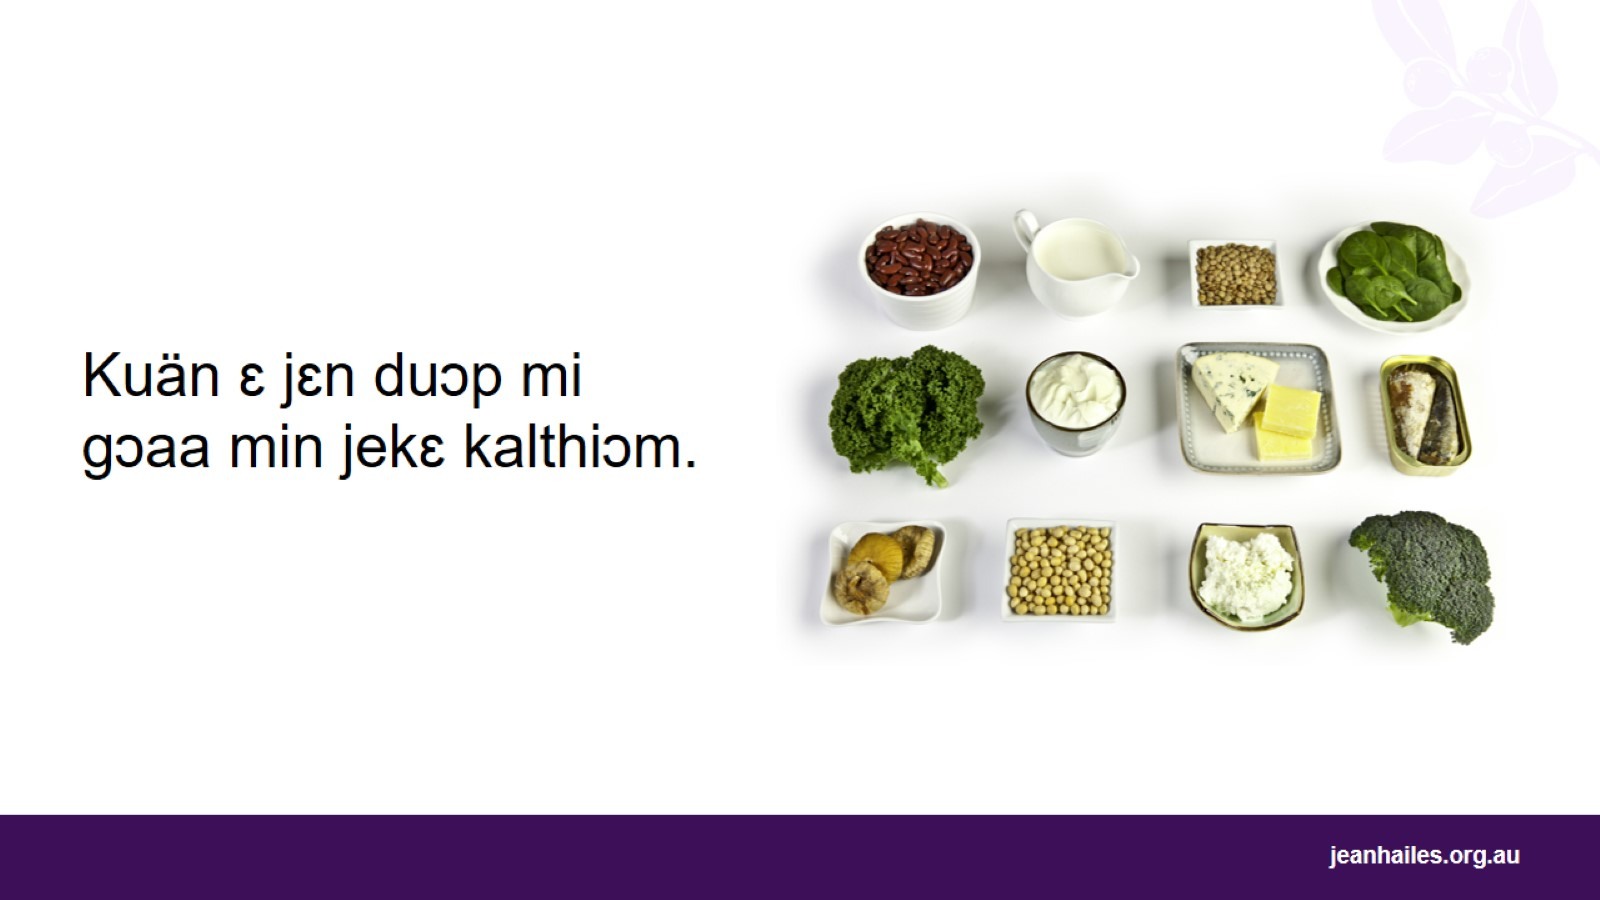 Kuän ɛ jɛn duɔp mi
gɔaa min jekɛ kalthiɔm.
jeanhailes.org.au